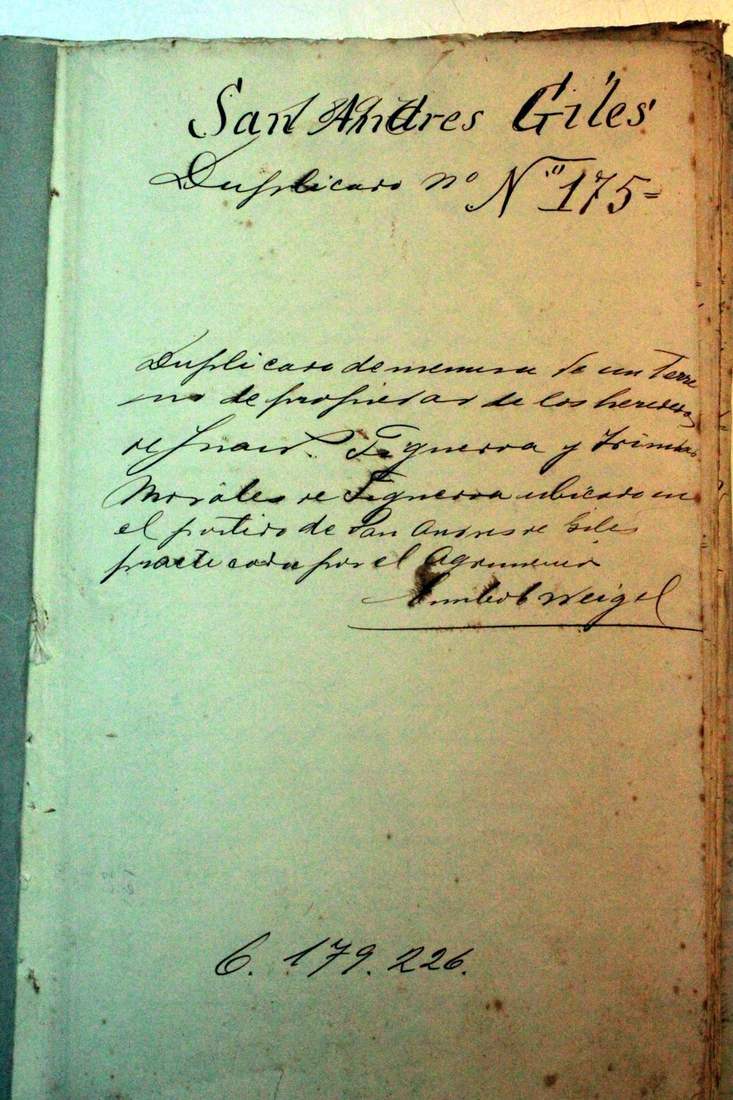 San Andres Giles
Duplicado nº Nº 175=
Duplicado de mensura de un Terre
no de propiedad de los herederos
de Juan Figueroa y Trinidad
Morales de Figueroa ubicado en
el partido de San Andres de Giles
practicada por el Agrimensor
Weigel
6. 179. 226.